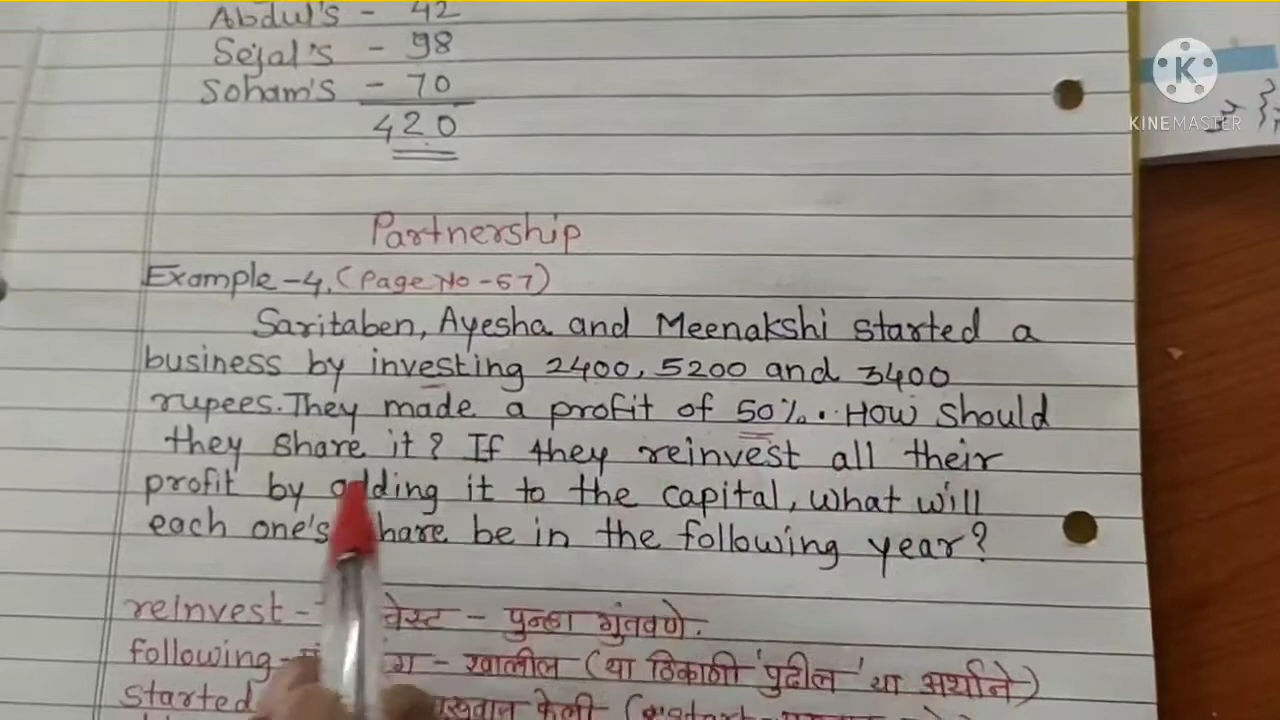 Abdul's - 42
Sejal's - 98
Soham's - 70
420
KINEMASTER
Partnership
Example-4. (Page No-57)
Saritaben, Ayesha and Meenakshi started a
business by investing 2400, 5200 and 3400
rupees. They made a profit of 50%. How should
they share it? If they reinvest all their
profit by adding it to the capital, what will
each one's share be in the following year?
reinvest - पुन्हा गुंतवणे.
following - खालील (या ठिकाणी 'पुढील' या अर्थाने)
started केली